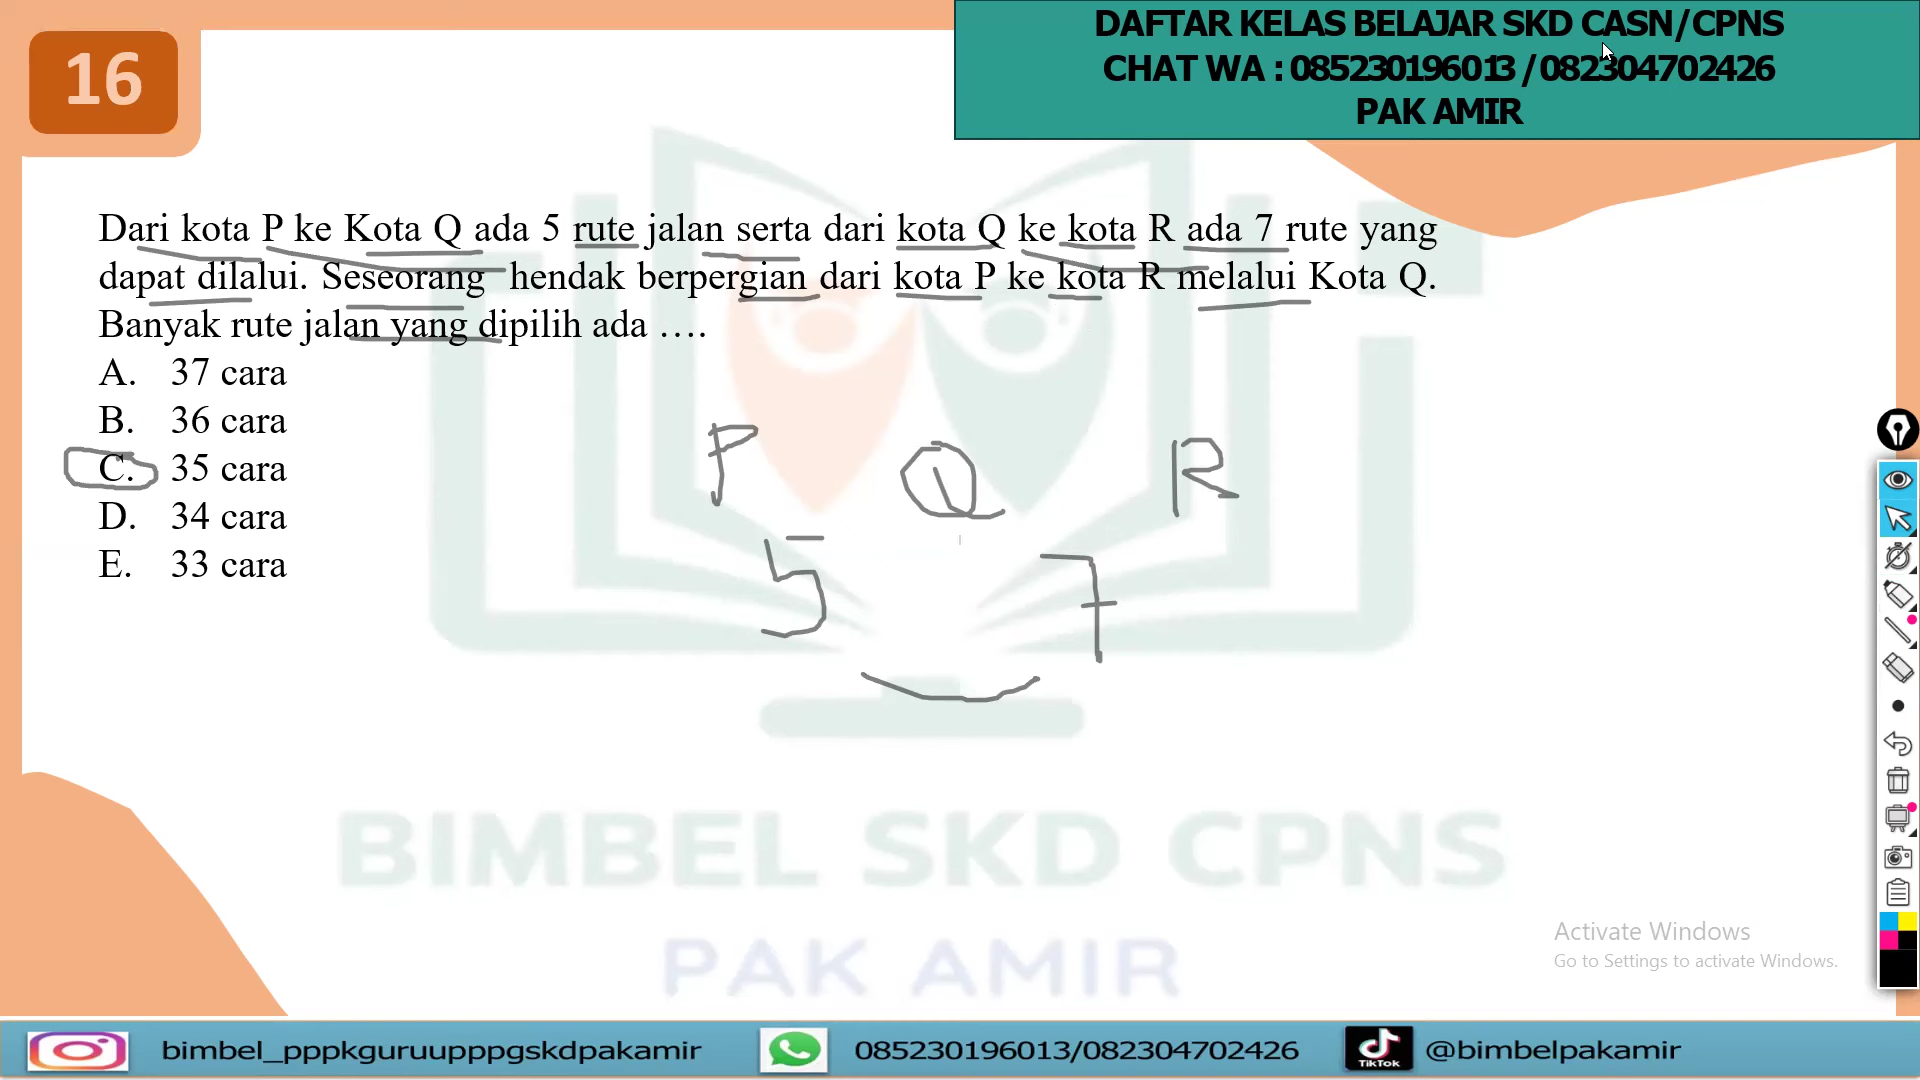 16
DAFTAR KELAS BELAJAR SKD CASN/CPNS
CHAT WA : 085230196013 / 082304702426
PAK AMIR
Dari kota P ke Kota Q ada 5 rute jalan serta dari kota Q ke kota R ada 7 rute yang
dapat dilalui. Seseorang hendak berpergian dari kota P ke kota R melalui Kota Q.
Banyak rute jalan yang dipilih ada ….
A. 37 cara
B. 36 cara
C. 35 cara
D. 34 cara
E. 33 cara
P Q R
5 7
BIMBEL SKD CPNS
PAK AMIR
Activate Windows
Go to Settings to activate Windows.
bimbel_pppkguruupppgskdpakamir 085230196013/082304702426 TikTok @bimbelpakamir